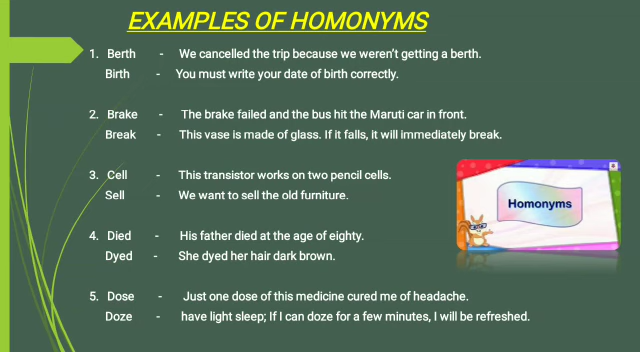 EXAMPLES OF HOMONYMS
1. Berth - We cancelled the trip because we weren't getting a berth.
Birth - You must write your date of birth correctly.
2. Brake - The brake failed and the bus hit the Maruti car in front.
Break - This vase is made of glass. If it falls, it will immediately break.
3. Cell - This transistor works on two pencil cells.
Sell - We want to sell the old furniture.
Homonyms
4. Died - His father died at the age of eighty.
Dyed - She dyed her hair dark brown.
5. Dose - Just one dose of this medicine cured me of headache.
Doze - have light sleep; If I can doze for a few minutes, I will be refreshed.